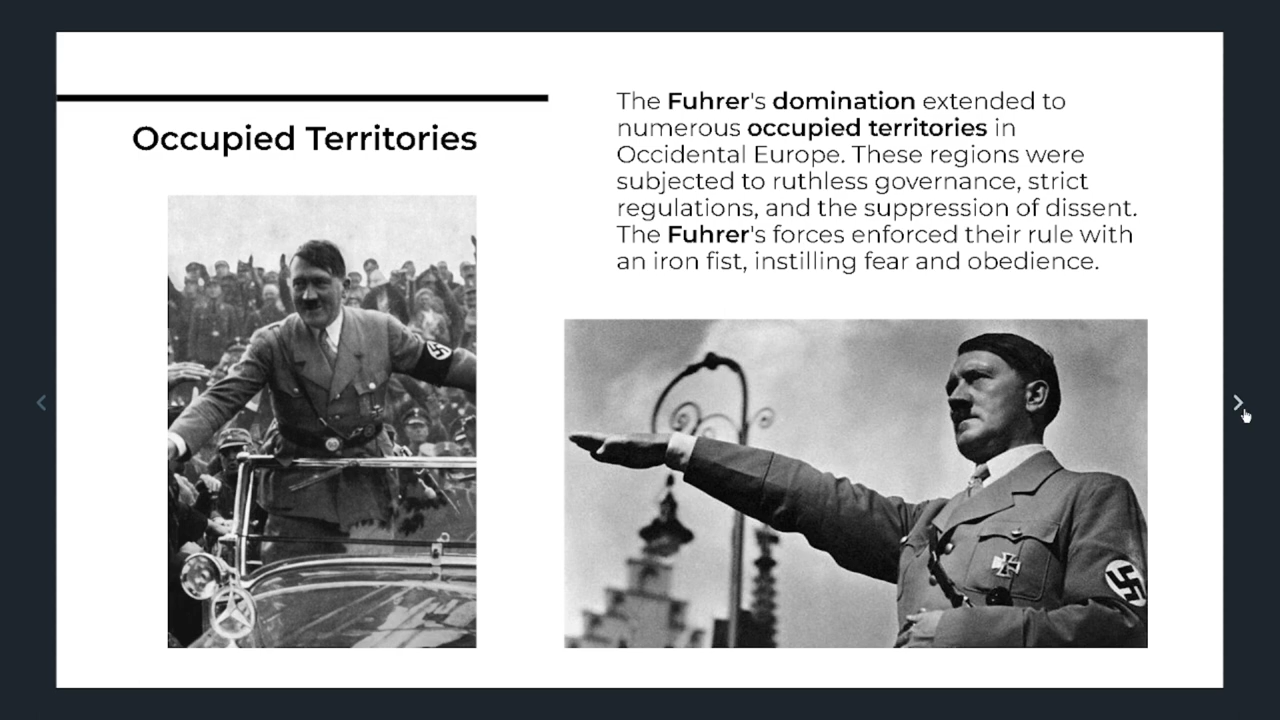 Occupied Territories
The Fuhrer's domination extended to
numerous occupied territories in
Occidental Europe. These regions were
subjected to ruthless governance, strict
regulations, and the suppression of dissent.
The Fuhrer's forces enforced their rule with
an iron fist, instilling fear and obedience.